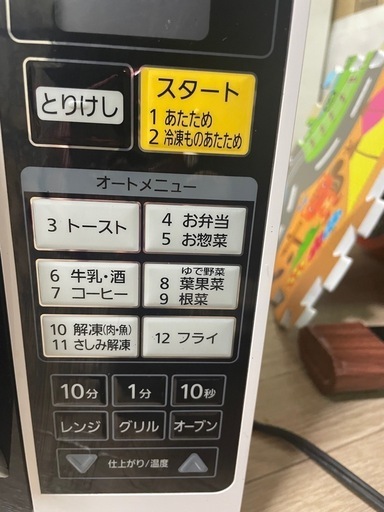 とりけし
スタート
1 あたため
2 冷凍ものあたため
オートメニュー
3 トースト
4 お弁当
5 お惣菜
6 牛乳・酒
7 コーヒー
ゆで野菜
8 葉果菜
9 根菜
10 解凍(肉・魚)
11 さしみ解凍
12 フライ
10分
1分
10秒
レンジ
グリル
オーブン
仕上がり/温度